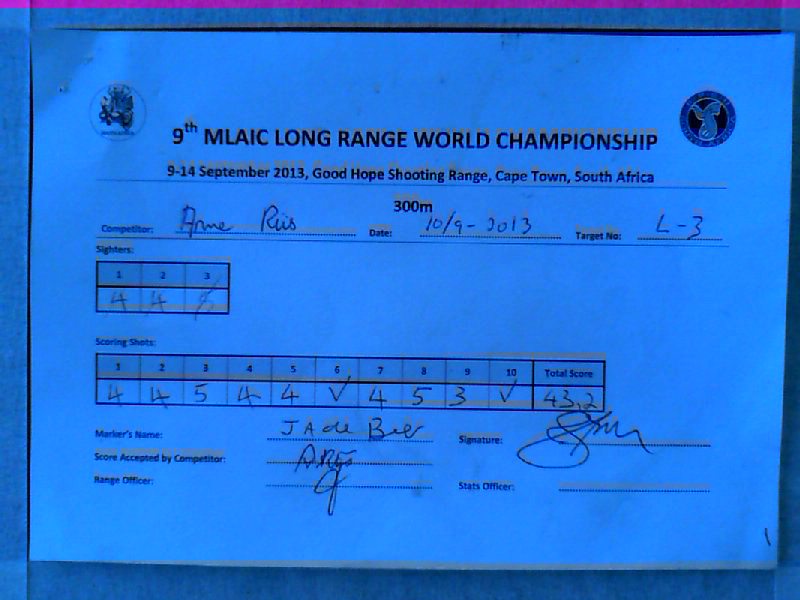 9th MLAIC LONG RANGE WORLD CHAMPIONSHIP
9-14 September 2013, Good Hope Shooting Range, Cape Town, South Africa
300m
Competitor: Arne Riis Date: 10/9-2013 Target No: L-3
Sighters:
1 2 3
4 4
Scoring Shots:
1 2 3 4 5 6 7 8 9 10 Total Score
4 4 5 4 4 V 4 5 3 V 43,2
Marker's Name: JA de Beer Signature:
Score Accepted by Competitor:
Range Officer: Stats Officer: